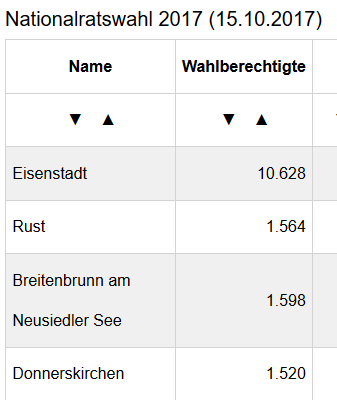 Nationalratswahl 2017 (15.10.2017)
Name Wahlberechtigte
▼ ▲ ▼ ▲
Eisenstadt 10.628
Rust 1.564
Breitenbrunn am
Neusiedler See 1.598
Donnerskirchen 1.520